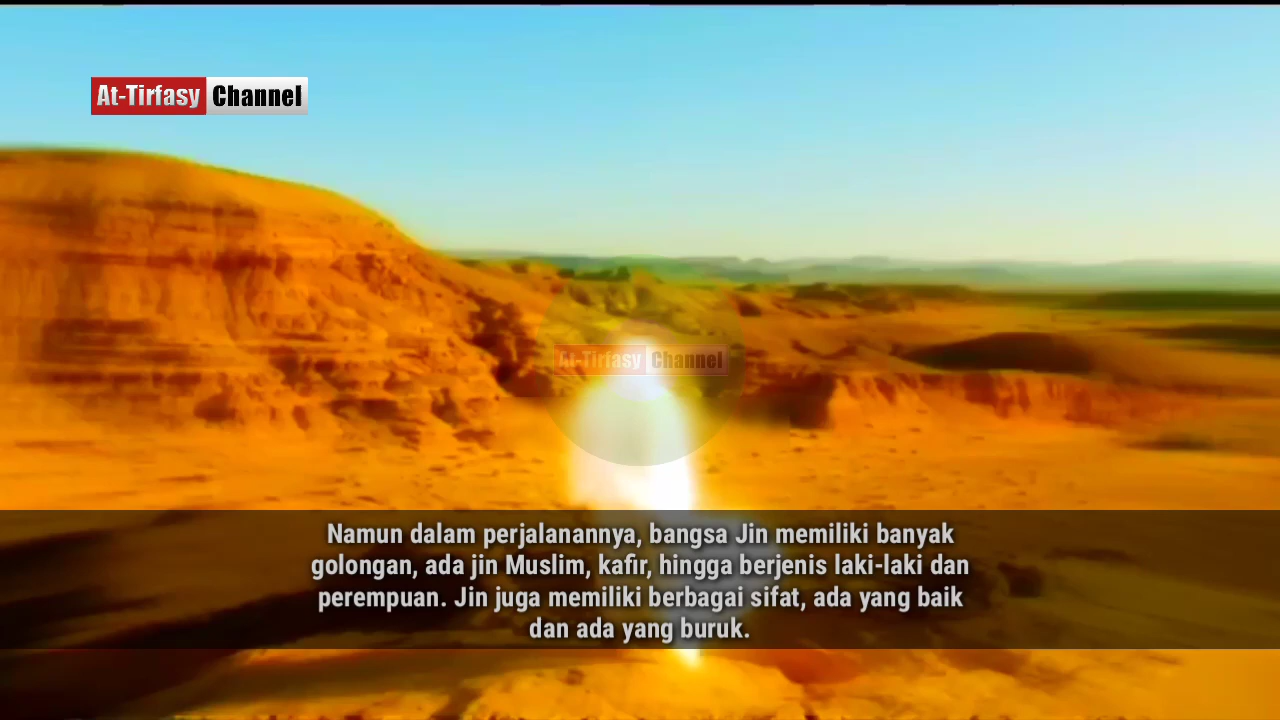 At-Tirfasy Channel
At-Tirfasy Channel
Namun dalam perjalanannya, bangsa Jin memiliki banyak
golongan, ada jin Muslim, kafir, hingga berjenis laki-laki dan
perempuan. Jin juga memiliki berbagai sifat, ada yang baik
dan ada yang buruk.